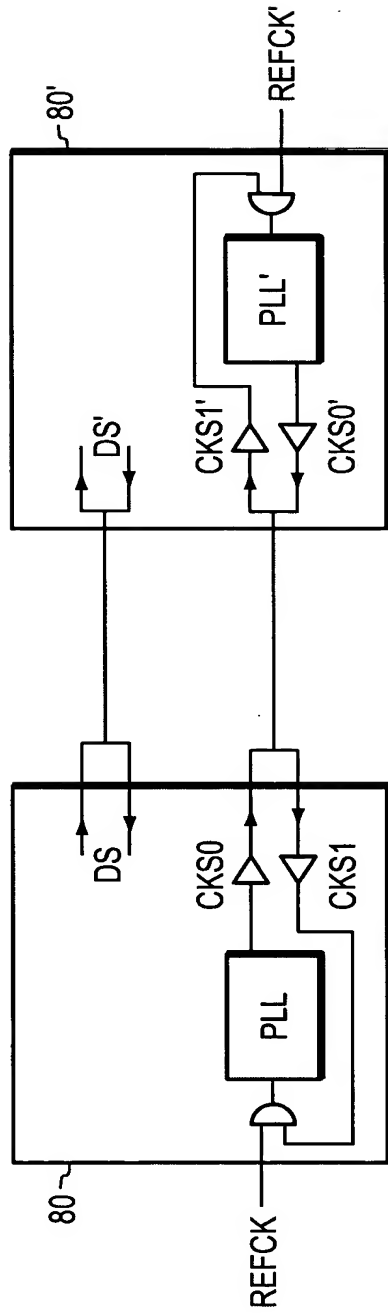 80
REFCK
PLL
CKS0
CKS1
DS
DS'
CKS1'
CKS0'
PLL'
80'
REFCK'